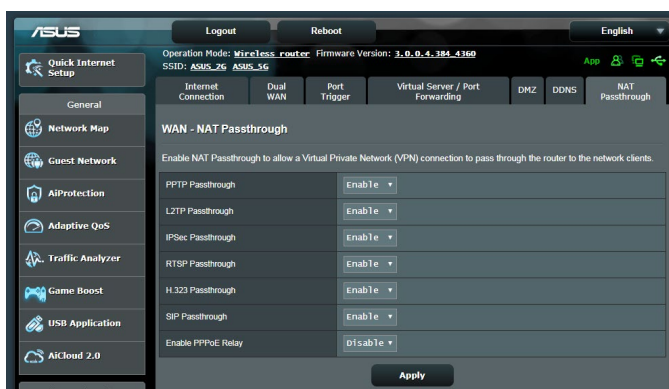 ASUS
Logout
Reboot
English
Quick Internet
Setup
General
Network Map
Guest Network
AiProtection
Adaptive QoS
Traffic Analyzer
Game Boost
USB Application
AiCloud 2.0
Operation Mode: Wireless router Firmware Version: 3.0.0.4.384_4360
SSID: ASUS_2G ASUS_5G
App
Internet
Connection
Dual
WAN
Port
Trigger
Virtual Server / Port
Forwarding
DMZ
DDNS
NAT
Passthrough
WAN - NAT Passthrough
Enable NAT Passthrough to allow a Virtual Private Network (VPN) connection to pass through the router to the network clients.
PPTP Passthrough Enable
L2TP Passthrough Enable
IPSec Passthrough Enable
RTSP Passthrough Enable
H.323 Passthrough Enable
SIP Passthrough Enable
Enable PPPoE Relay Disable
Apply